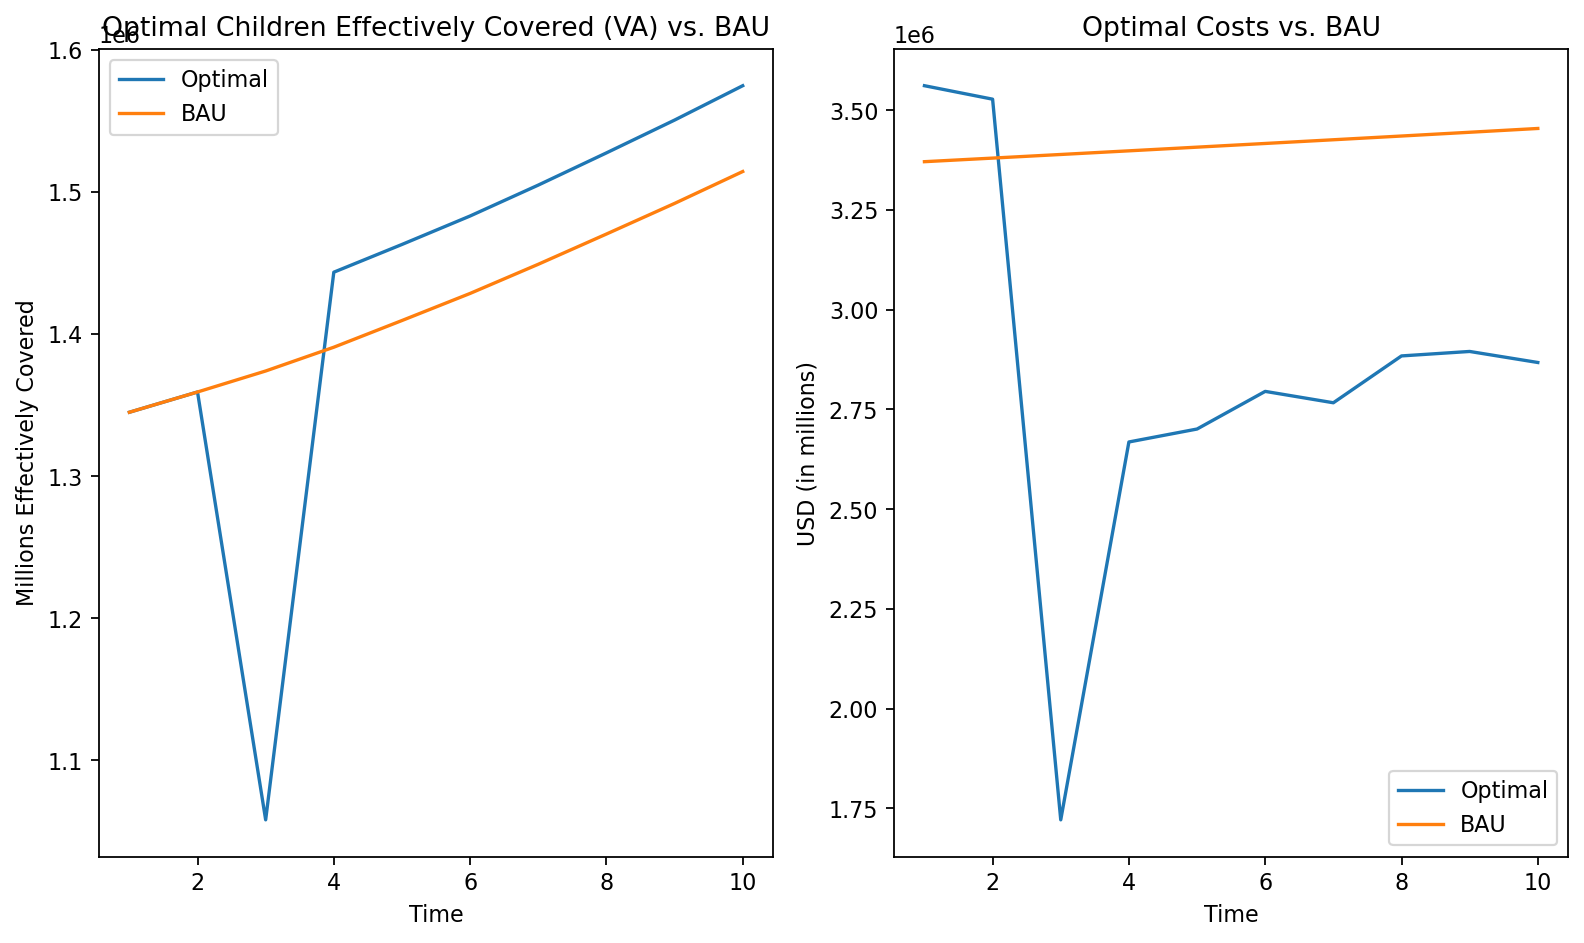 Optimal Children Effectively Covered (VA) vs. BAU
1e6
1.6
1.5
1.4
1.3
1.2
1.1
Millions Effectively Covered
Optimal
BAU
2
4
6
8
10
Time
Optimal Costs vs. BAU
1e6
3.50
3.25
3.00
2.75
2.50
2.25
2.00
1.75
USD (in millions)
Optimal
BAU
2
4
6
8
10
Time